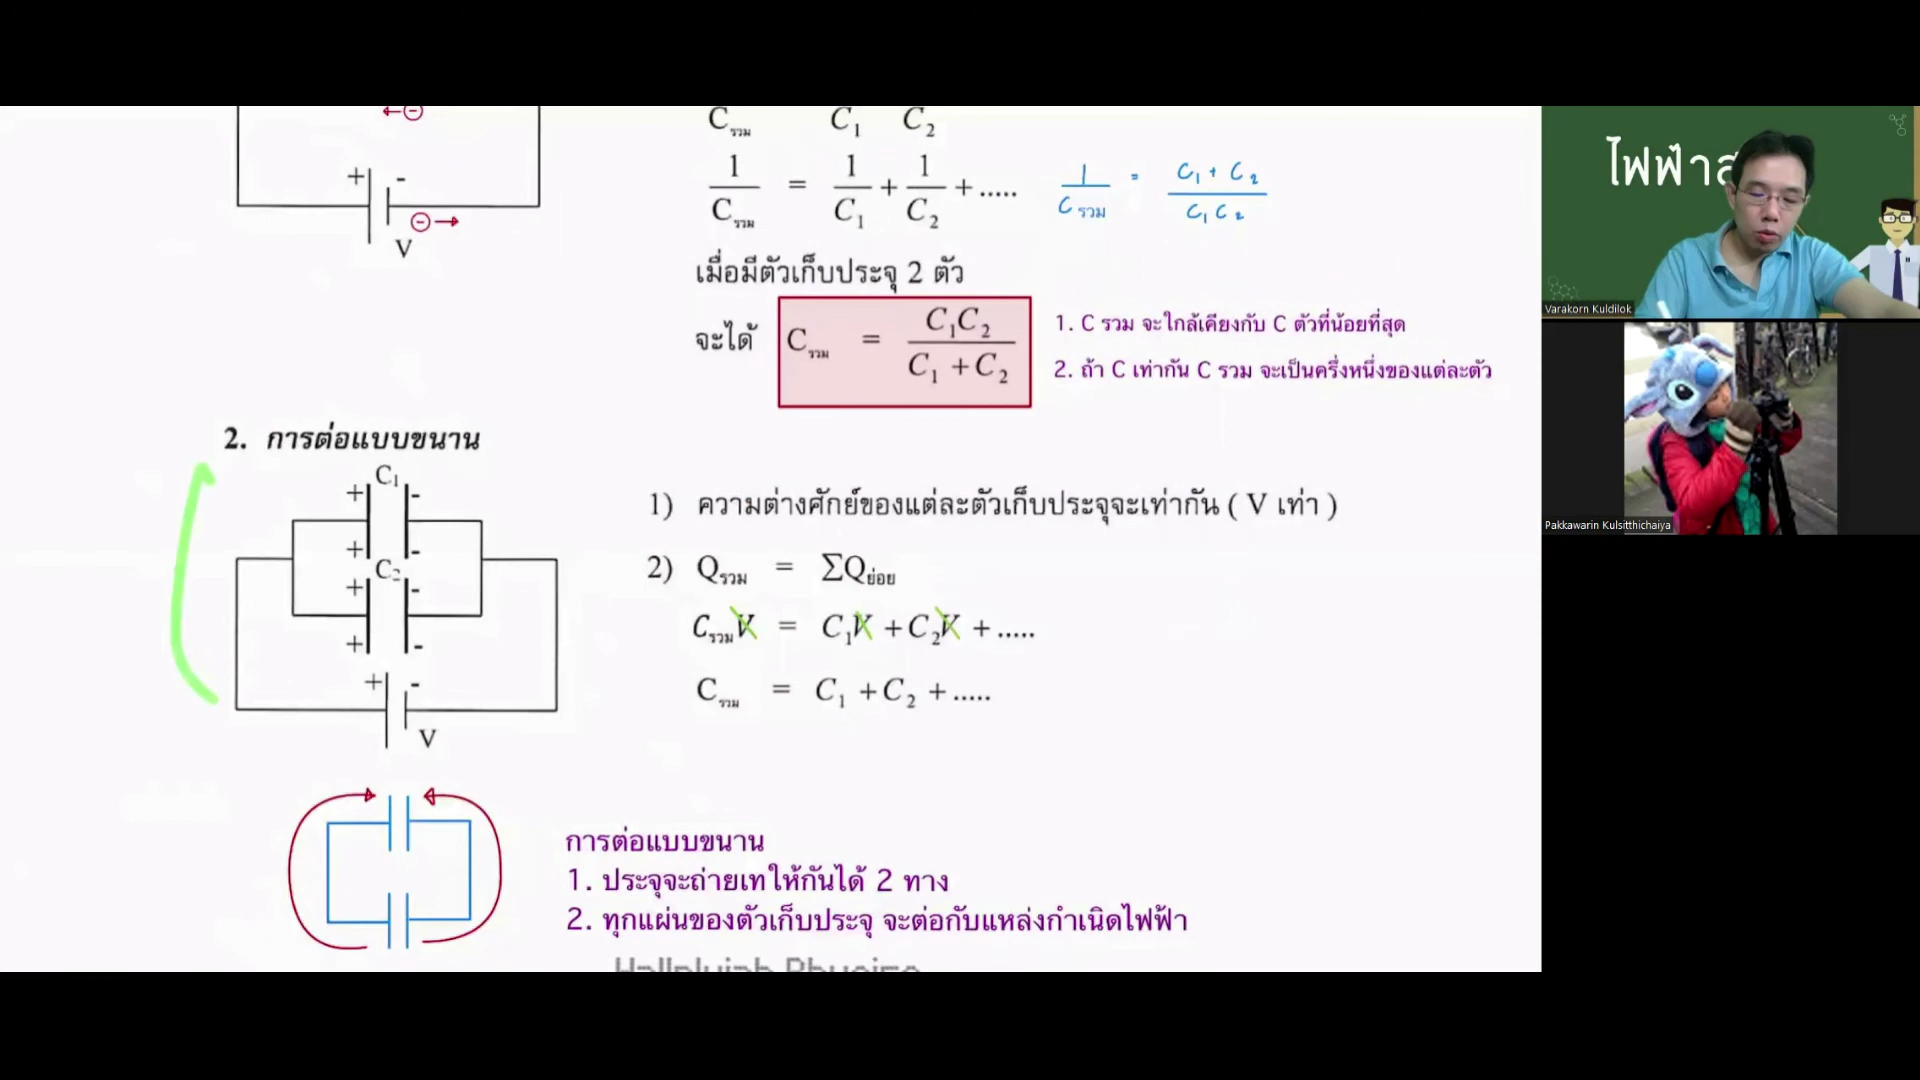 C รวม C₁ C₂
1/C รวม = 1/C₁ + 1/C₂ + .....
1/C รวม = C₁ + C₂/C₁ C₂
+ -
V
เมื่อมีตัวเก็บประจุ 2 ตัว
จะได้ C รวม = C₁C₂/C₁ + C₂
1. C รวม จะใกล้เคียงกับ C ตัวที่น้อยที่สุด
2. ถ้า C เท่ากัน C รวม จะเป็นครึ่งหนึ่งของแต่ละตัว
2. การต่อแบบขนาน
C₁
+ -
+ -
C₂
+ -
+ -
+ -
V
1) ความต่างศักย์ของแต่ละตัวเก็บประจุจะเท่ากัน ( V เท่า )
2) Qรวม = ∑Qย่อย
CรวมV = C₁V + C₂V + .....
C รวม = C₁ + C₂ + .....
การต่อแบบขนาน
1. ประจุจะถ่ายเทให้กันได้ 2 ทาง
2. ทุกแผ่นของตัวเก็บประจุ จะต่อกับแหล่งกำเนิดไฟฟ้า
ไฟฟ้าส
Varakorn Kuldilok
Pakkawarin Kulsitthichaiya